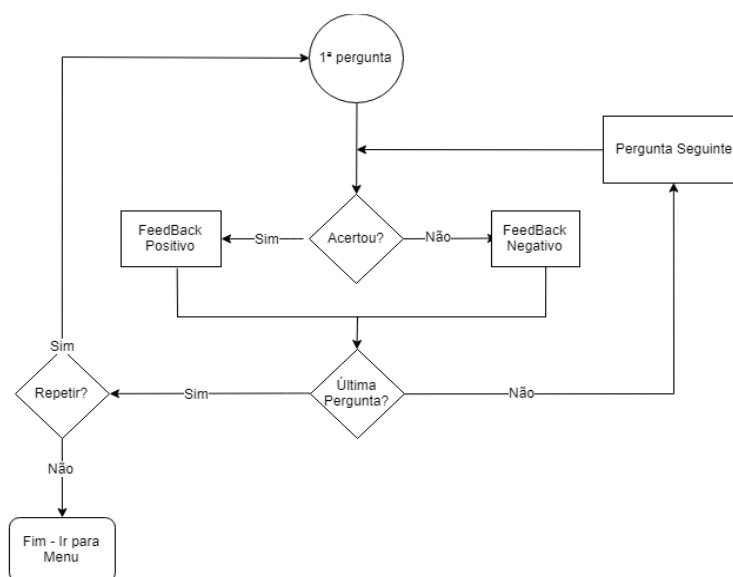 1ª pergunta
Pergunta Seguinte
FeedBack
Positivo
Sim
Acertou?
Não
FeedBack
Negativo
Sim
Repetir?
Sim
Última
Pergunta?
Não
Não
Fim - Ir para
Menu